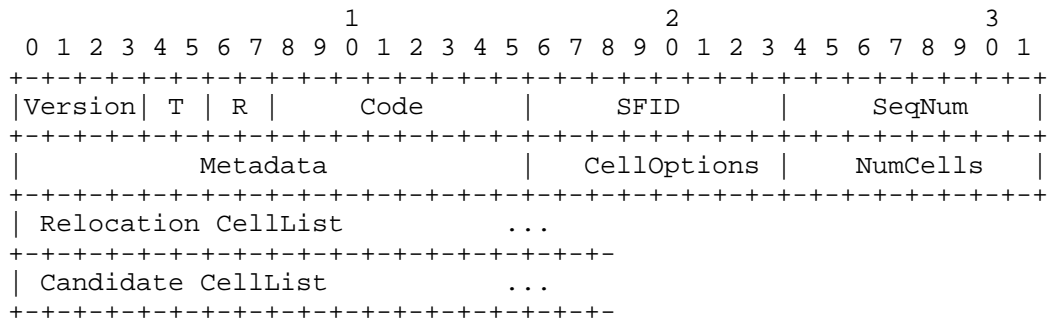 1                   2                   3
 0 1 2 3 4 5 6 7 8 9 0 1 2 3 4 5 6 7 8 9 0 1 2 3 4 5 6 7 8 9 0 1
+-+-+-+-+-+-+-+-+-+-+-+-+-+-+-+-+-+-+-+-+-+-+-+-+-+-+-+-+-+-+-+-+
|Version| T | R |     Code      |     SFID      |     SeqNum    |
+-+-+-+-+-+-+-+-+-+-+-+-+-+-+-+-+-+-+-+-+-+-+-+-+-+-+-+-+-+-+-+-+
|           Metadata            |   CellOptions |    NumCells   |
+-+-+-+-+-+-+-+-+-+-+-+-+-+-+-+-+-+-+-+-+-+-+-+-+-+-+-+-+-+-+-+-+
| Relocation CellList          ...
+-+-+-+-+-+-+-+-+-+-+-+-+-+-+-+-+-+-+-
| Candidate CellList           ...
+-+-+-+-+-+-+-+-+-+-+-+-+-+-+-+-+-+-+-